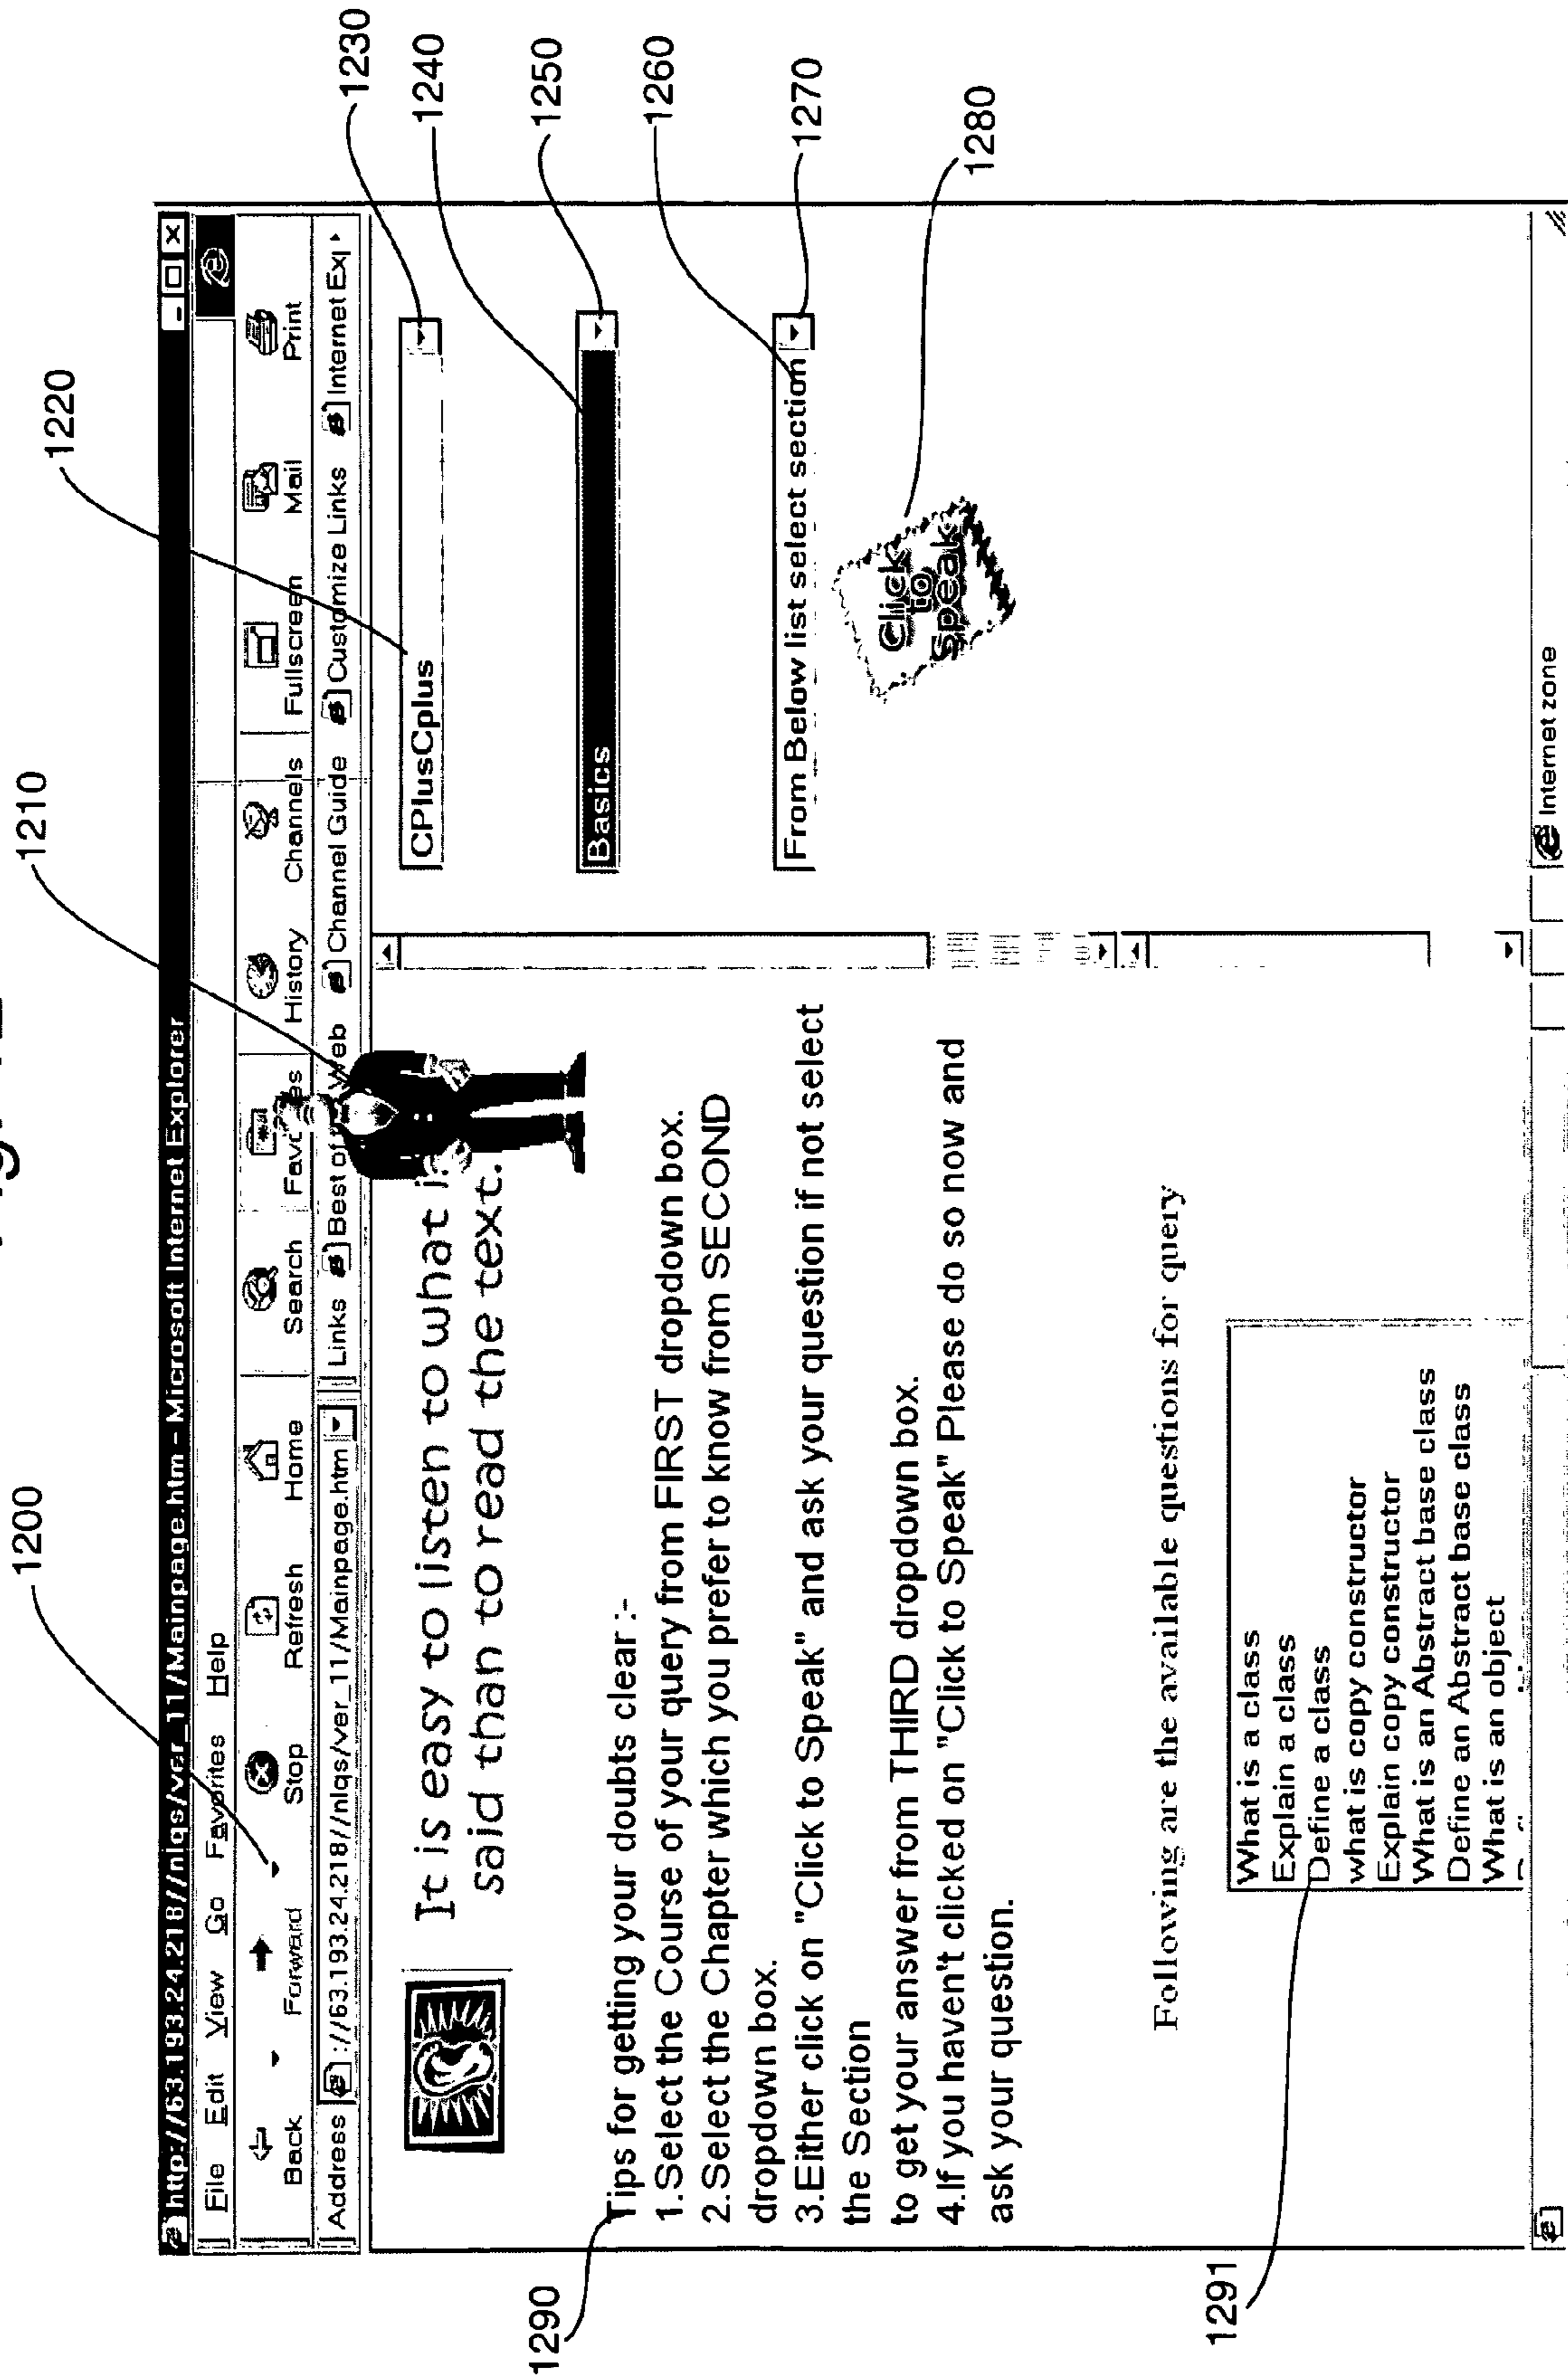 1200
1210
1220
http://63.193.24.218//nlqs/ver_11/Mainpage.htm - Microsoft Internet Explorer
File Edit View Go Favorites Help
Back Forward Stop Refresh Home Search Favorites History Channels Fullscreen Mail Print
Address ://63.193.24.218//nlqs/ver_11/Mainpage.htm Links Best of Web Channel Guide Customize Links Internet Exp
It is easy to listen to what
said than to read the text.
1290
Tips for getting your doubts clear :-
1.Select the Course of your query from FIRST dropdown box.
2.Select the Chapter which you prefer to know from SECOND
dropdown box.
3.Either click on "Click to Speak" and ask your question if not select
the Section
to get your answer from THIRD dropdown box.
4.If you haven't clicked on "Click to Speak" Please do so now and
ask your question.
Following are the available questions for query
1291
What is a class
Explain a class
Define a class
what is copy constructor
Explain copy constructor
What is an Abstract base class
Define an Abstract base class
What is an object
CPlusCplus
1230
1240
Basics
1250
1260
From Below list select section
1270
Click
to
Speak
1280
Internet zone